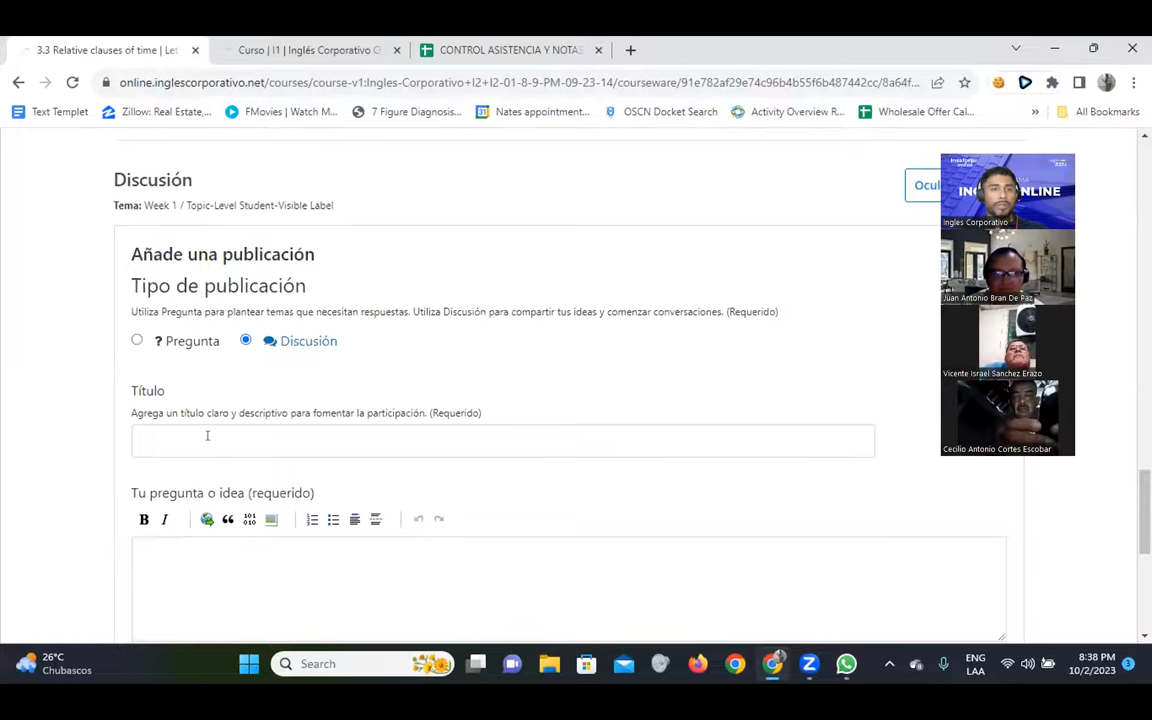 3.3 Relative clauses of time | Let
Curso | I1 | Inglés Corporativo O
CONTROL ASISTENCIA Y NOTAS
online.inglescorporativo.net/courses/course-v1:Ingles-Corporativo+I2+I2-01-8-9-PM-09-23-14/courseware/91e782af29e74c96b4b55f6b487442cc/8a64f...
Text Templet
Zillow: Real Estate,...
FMovies | Watch M...
7 Figure Diagnosis...
Nates appointment...
OSCN Docket Search
Activity Overview R...
Wholesale Offer Cal...
All Bookmarks
Discusión
Ocul
Tema: Week 1 / Topic-Level Student-Visible Label
Añade una publicación
Tipo de publicación
Utiliza Pregunta para plantear temas que necesitan respuestas. Utiliza Discusión para compartir tus ideas y comenzar conversaciones. (Requerido)
? Pregunta
Discusión
Título
Agrega un título claro y descriptivo para fomentar la participación. (Requerido)
Tu pregunta o idea (requerido)
B I
101
010
ONLINE
Ingles Corporativo
Juan Antonio Bran De Paz
Vicente Israel Sanchez Erazo
Cecilio Antonio Cortes Escobar
26°C
Chubascos
Search
ENG
LAA
8:38 PM
10/2/2023
3